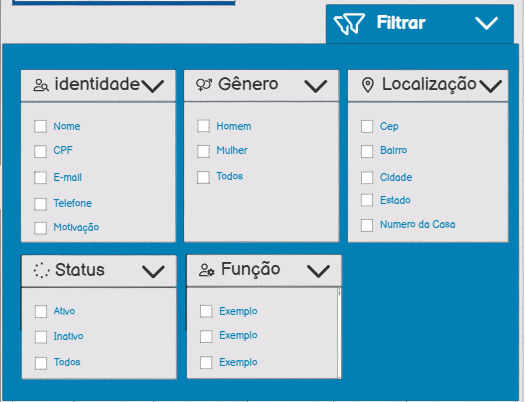 Filtrar
identidade
Nome
CPF
E-mail
Telefone
Motivação
Gênero
Homem
Mulher
Todos
Localização
Cep
Bairro
Cidade
Estado
Numero da Casa
Status
Ativo
Inativo
Todos
Função
Exemplo
Exemplo
Exemplo